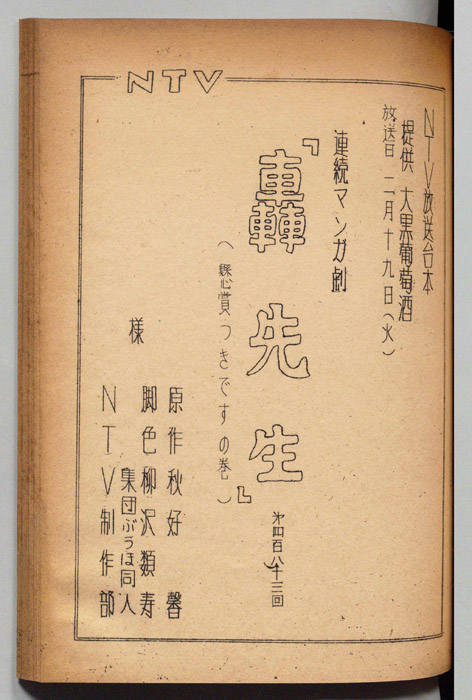 NTV
NTV放送台本
提供 大黒葡萄酒
放送日 二月十九日(火)
連続マンガ劇
『轟先生』
第四百八十三回
(懸賞つきですの巻)
原作秋好馨
脚色柳沢類寿
集団ぶうほ同人
NTV制作部
様